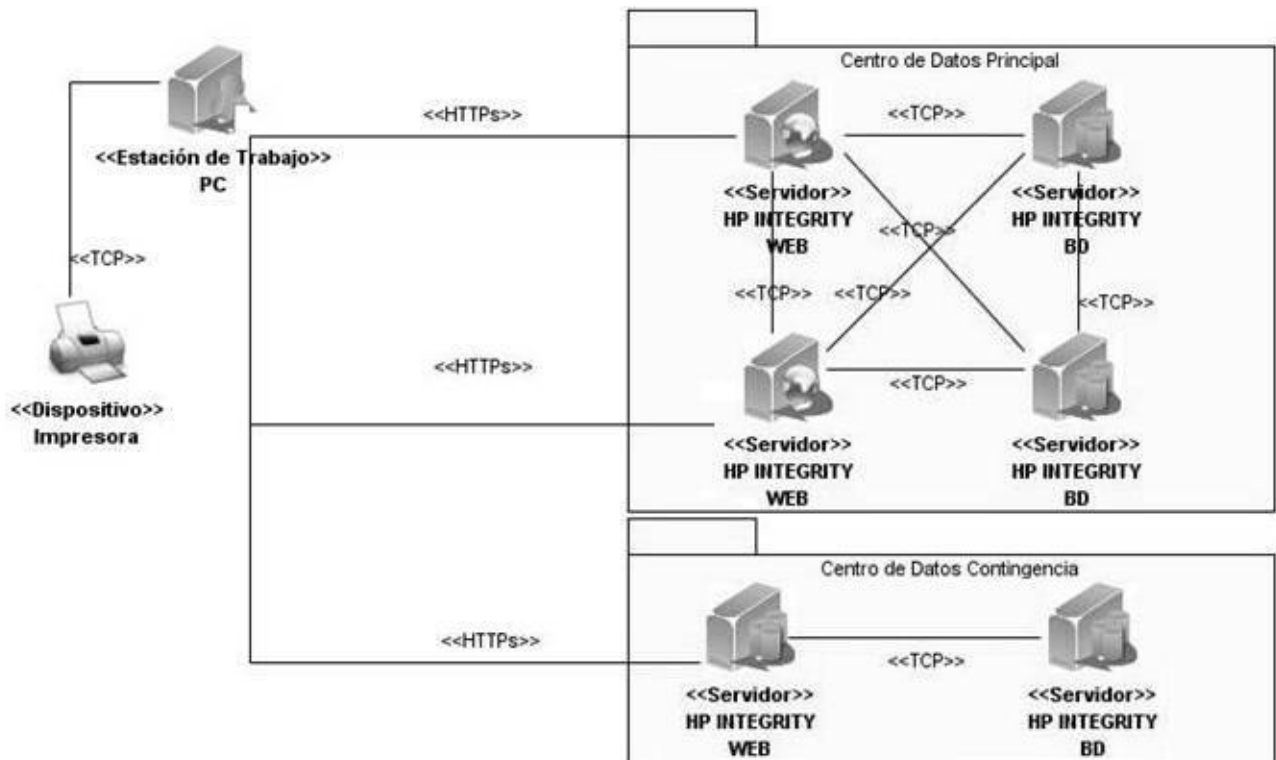 Centro de Datos Principal
<<HTTPs>>
<<TCP>>
<<Estación de Trabajo>>
PC
<<Servidor>>
HP INTEGRITY
WEB
<<Servidor>>
HP INTEGRITY
BD
<<TCP>>
<<TCP>>
<<TCP>>
<<TCP>>
<<TCP>>
<<HTTPs>>
<<TCP>>
<<Dispositivo>>
Impresora
<<Servidor>>
HP INTEGRITY
WEB
<<Servidor>>
HP INTEGRITY
BD
Centro de Datos Contingencia
<<HTTPs>>
<<TCP>>
<<Servidor>>
HP INTEGRITY
WEB
<<Servidor>>
HP INTEGRITY
BD